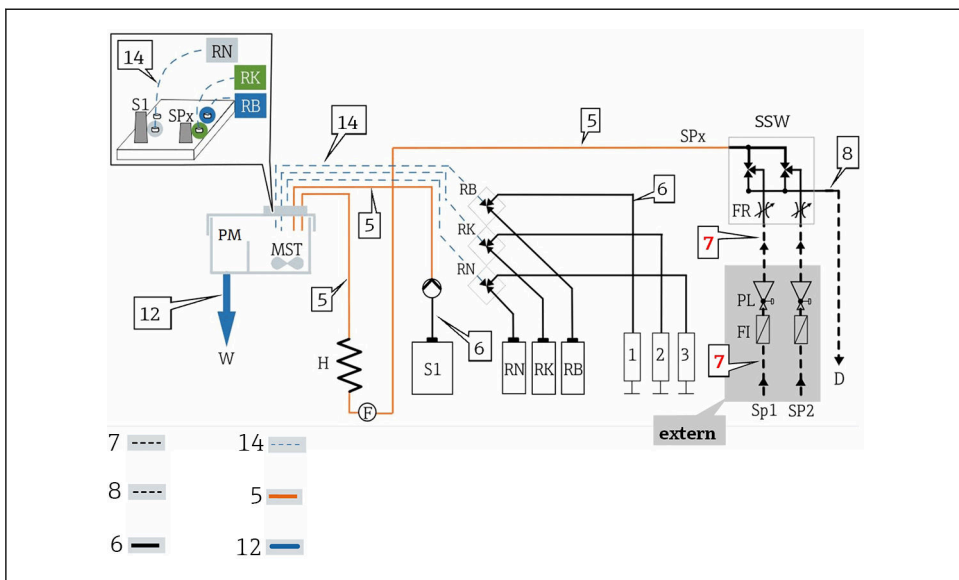 14
RN
RK
RB
S1
SPx
14
5
SPx
SSW
8
5
RB
6
RK
RN
FR
7
PM
MST
12
W
5
H
F
S1
6
RN
RK
RB
1
2
3
PL
FI
7
D
Sp1
SP2
extern
7
14
8
5
6
12